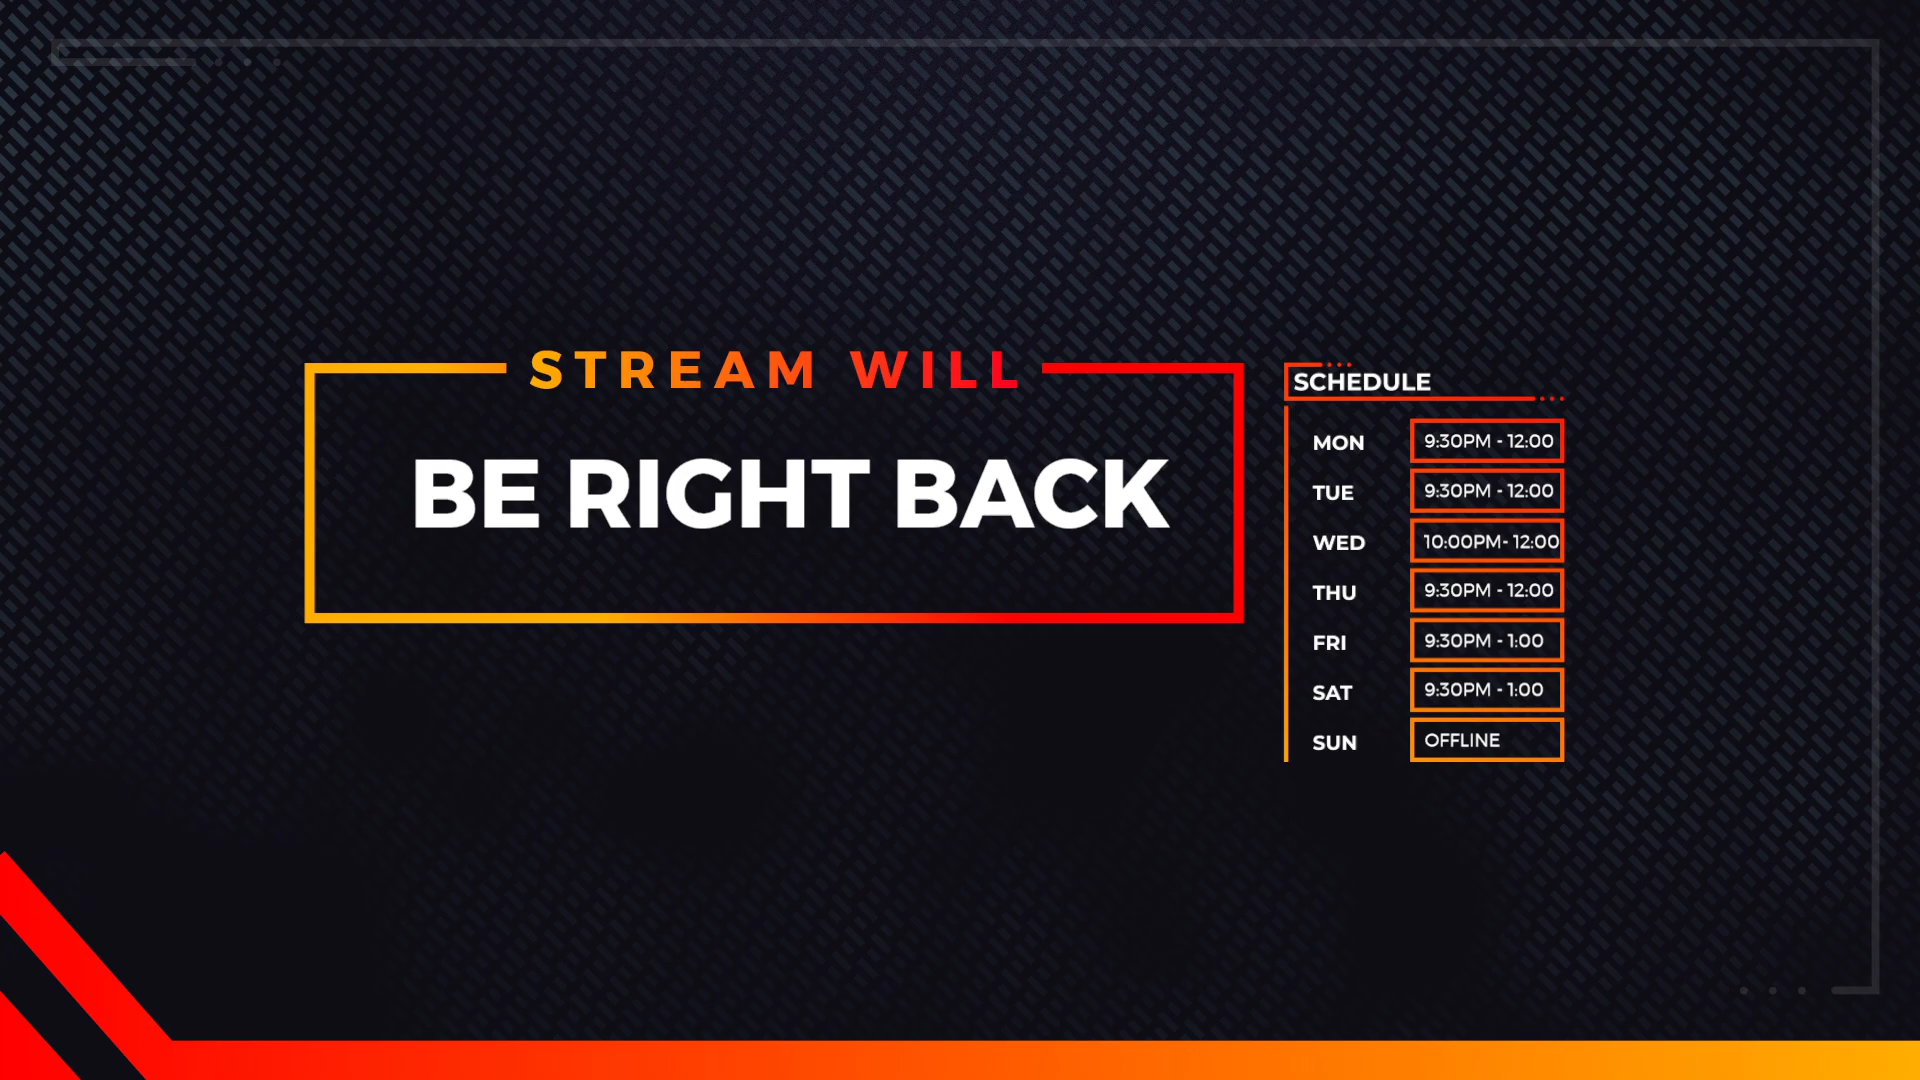 STREAM WILL
BE RIGHT BACK
SCHEDULE
MON 9:30PM - 12:00
TUE 9:30PM - 12:00
WED 10:00PM- 12:00
THU 9:30PM - 12:00
FRI 9:30PM - 1:00
SAT 9:30PM - 1:00
SUN OFFLINE